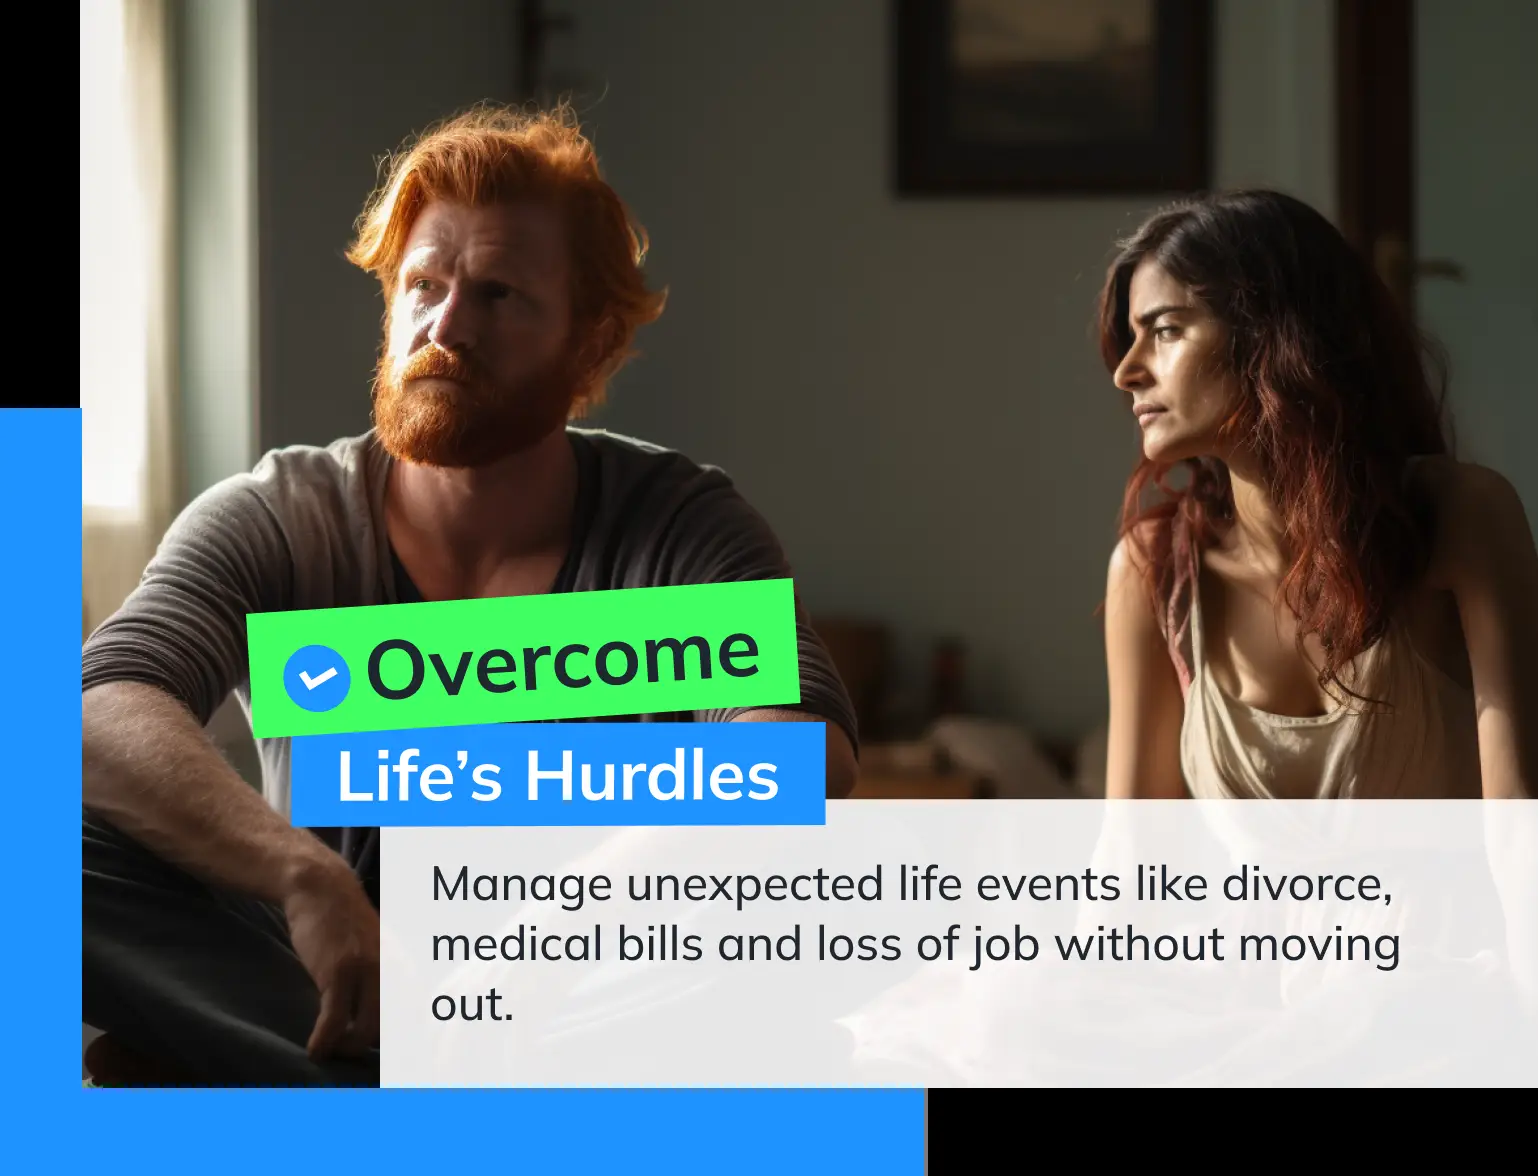 Overcome
Life’s Hurdles
Manage unexpected life events like divorce,
medical bills and loss of job without moving
out.